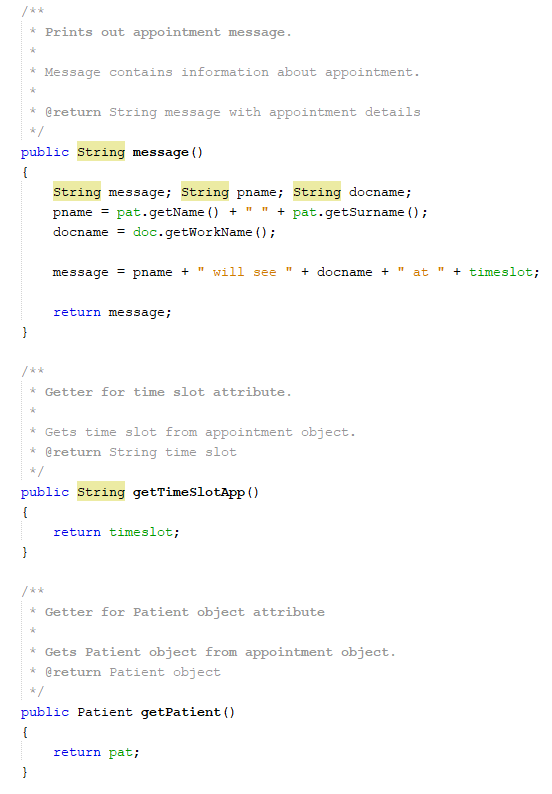 /**
 * Prints out appointment message.
 *
 * Message contains information about appointment.
 *
 * @return String message with appointment details
 */
public String message()
{
    String message; String pname; String docname;
    pname = pat.getName() + " " + pat.getSurname();
    docname = doc.getWorkName();

    message = pname + " will see " + docname + " at " + timeslot;

    return message;
}

/**
 * Getter for time slot attribute.
 *
 * Gets time slot from appointment object.
 * @return String time slot
 */
public String getTimeSlotApp()
{
    return timeslot;
}

/**
 * Getter for Patient object attribute
 *
 * Gets Patient object from appointment object.
 * @return Patient object
 */
public Patient getPatient()
{
    return pat;
}